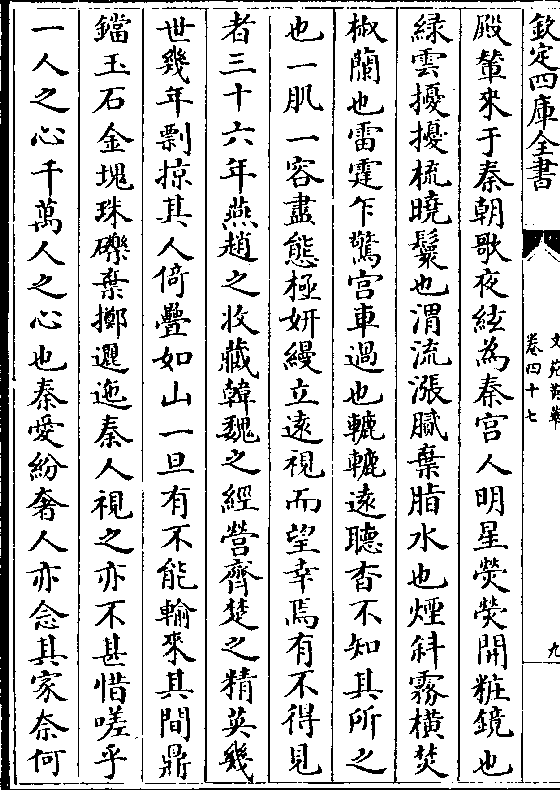 欽定四庫全書
文苑英華
卷四十七
九
殿輦來于秦朝歌夜絃為秦宮人明星熒熒開粧鏡也
綠雲擾擾梳曉鬟也渭流漲膩棄脂水也煙斜霧橫焚
椒蘭也雷霆乍驚宮車過也轆轆遠聽杳不知其所之
也一肌一容盡態極妍縵立遠視而望幸焉有不得見
者三十六年燕趙之收藏韓魏之經營齊楚之精英幾
世幾年剽掠其人倚疊如山一旦有不能輸來其間鼎
鐺玉石金塊珠礫棄擲邐迤秦人視之亦不甚惜嗟乎
一人之心千萬人之心也秦愛紛奢人亦念其家奈何